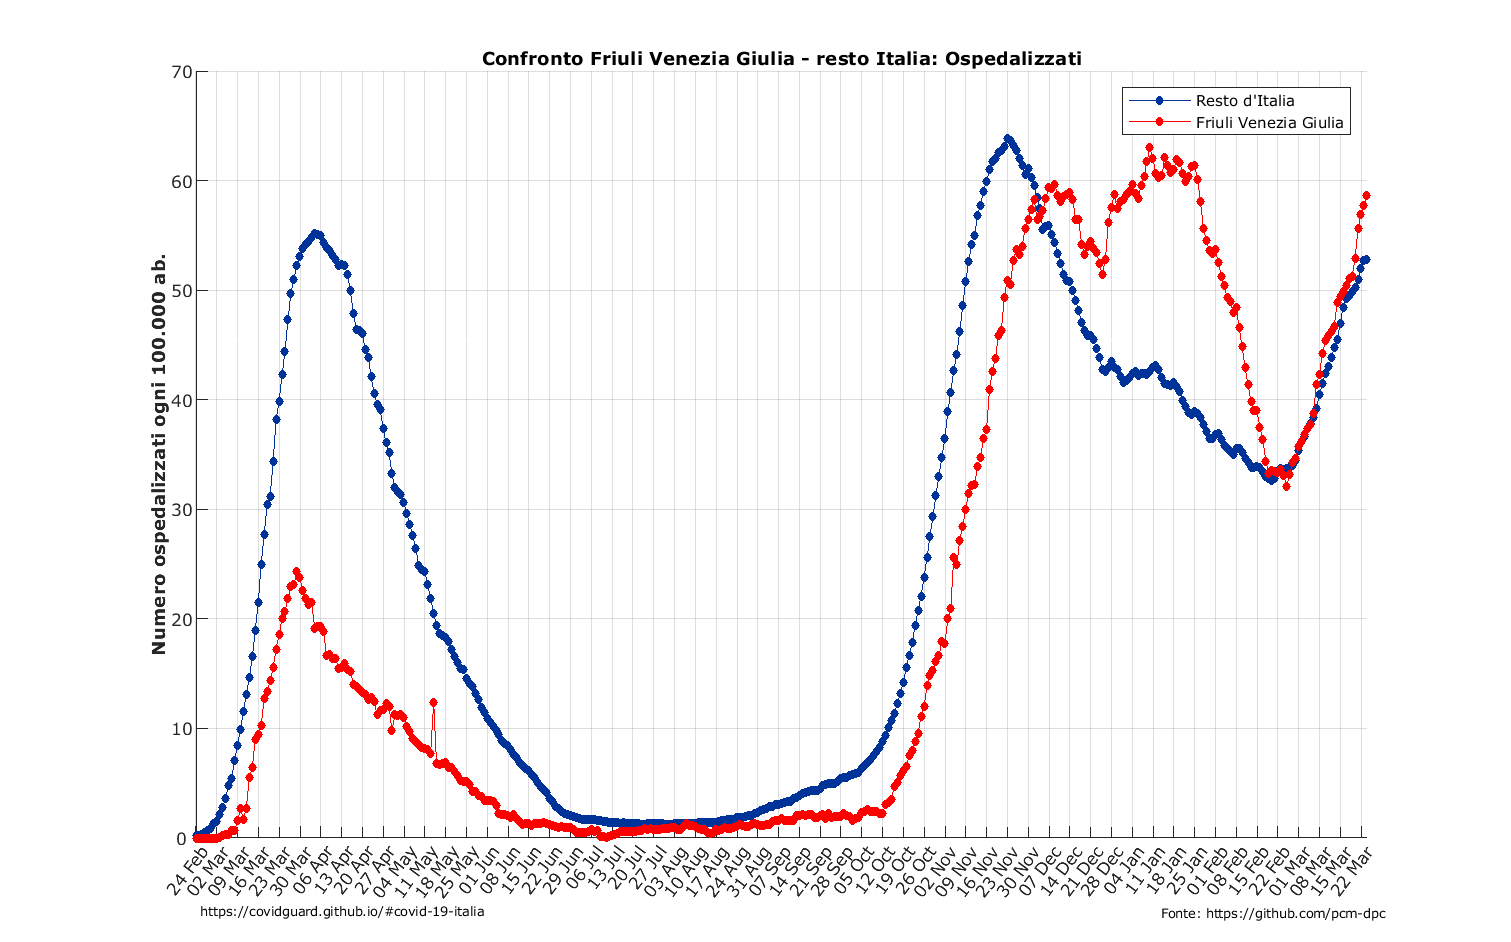 Confronto Friuli Venezia Giulia - resto Italia: Ospedalizzati
Resto d'Italia
Friuli Venezia Giulia
Numero ospedalizzati ogni 100.000 ab.
70
60
50
40
30
20
10
0
24 Feb
02 Mar
09 Mar
16 Mar
23 Mar
30 Mar
06 Apr
13 Apr
20 Apr
27 Apr
04 May
11 May
18 May
25 May
01 Jun
08 Jun
15 Jun
22 Jun
29 Jun
06 Jul
13 Jul
20 Jul
27 Jul
03 Aug
10 Aug
17 Aug
24 Aug
31 Aug
07 Sep
14 Sep
21 Sep
28 Sep
05 Oct
12 Oct
19 Oct
26 Oct
02 Nov
09 Nov
16 Nov
23 Nov
30 Nov
07 Dec
14 Dec
21 Dec
28 Dec
04 Jan
11 Jan
18 Jan
25 Jan
01 Feb
08 Feb
15 Feb
22 Feb
01 Mar
08 Mar
15 Mar
22 Mar
https://covidguard.github.io/#covid-19-italia
Fonte: https://github.com/pcm-dpc